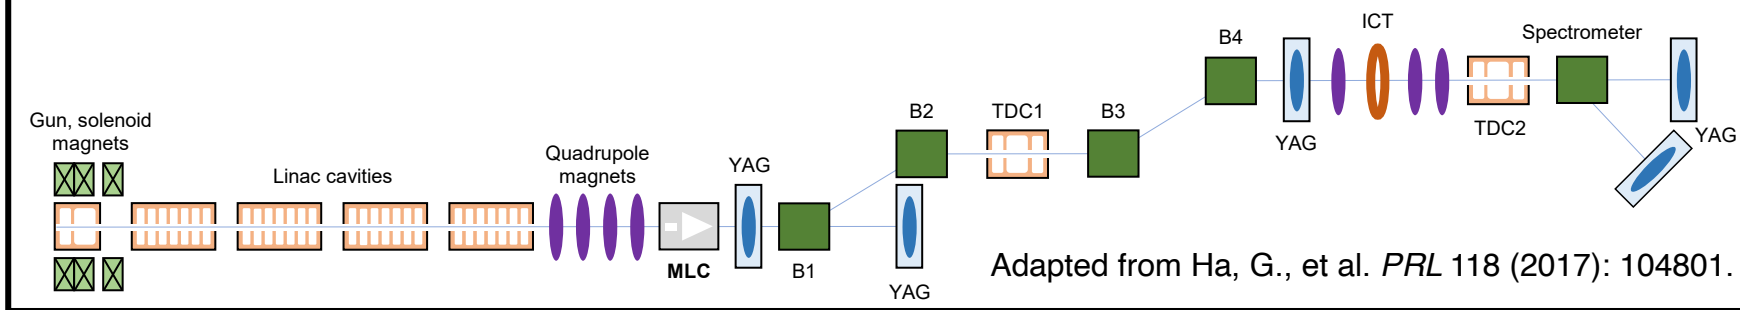 Gun, solenoid
magnets
Linac cavities
Quadrupole
magnets
MLC
YAG
B1
B2
YAG
TDC1
B3
B4
YAG
ICT
TDC2
Spectrometer
YAG
Adapted from Ha, G., et al. PRL 118 (2017): 104801.